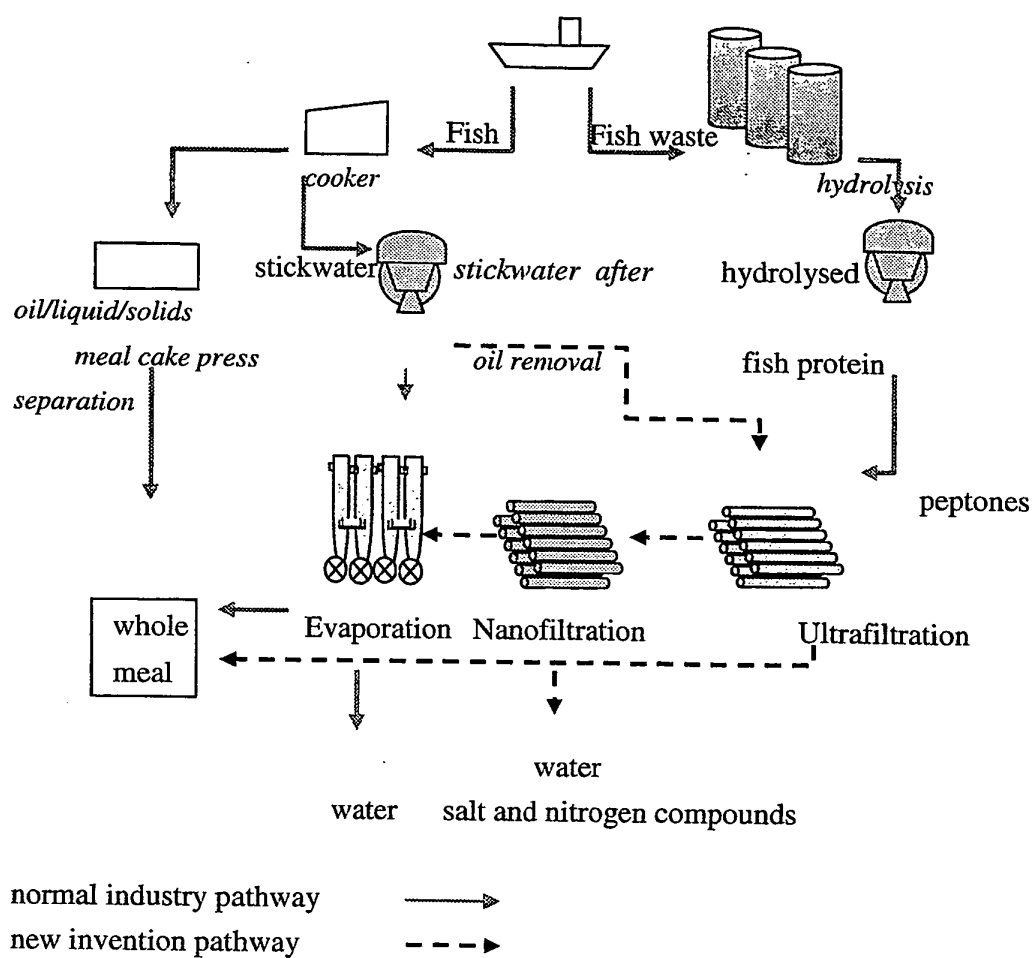 Fish
Fish waste
cooker
hydrolysis
stickwater
stickwater after
hydrolysed
oil/liquid/solids
meal cake press
oil removal
fish protein
separation
peptones
whole
meal
Evaporation
Nanofiltration
Ultrafiltration
water
water
salt and nitrogen compounds
normal industry pathway
new invention pathway